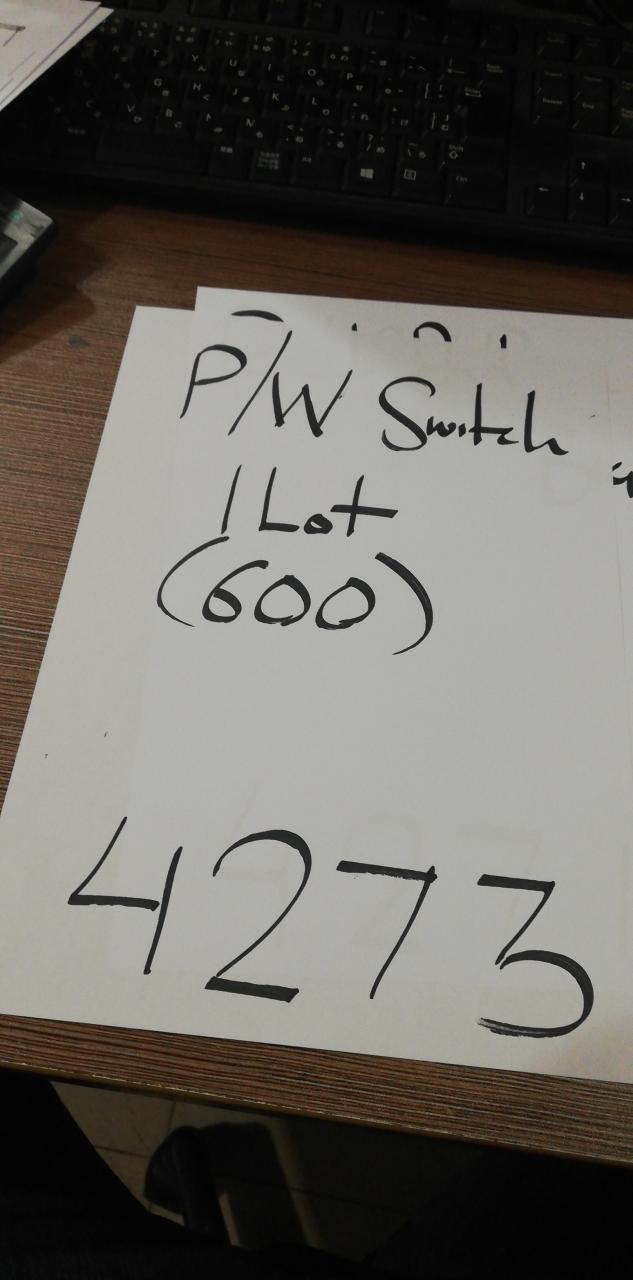 P/W Switch
1 Lot
(600)
4273